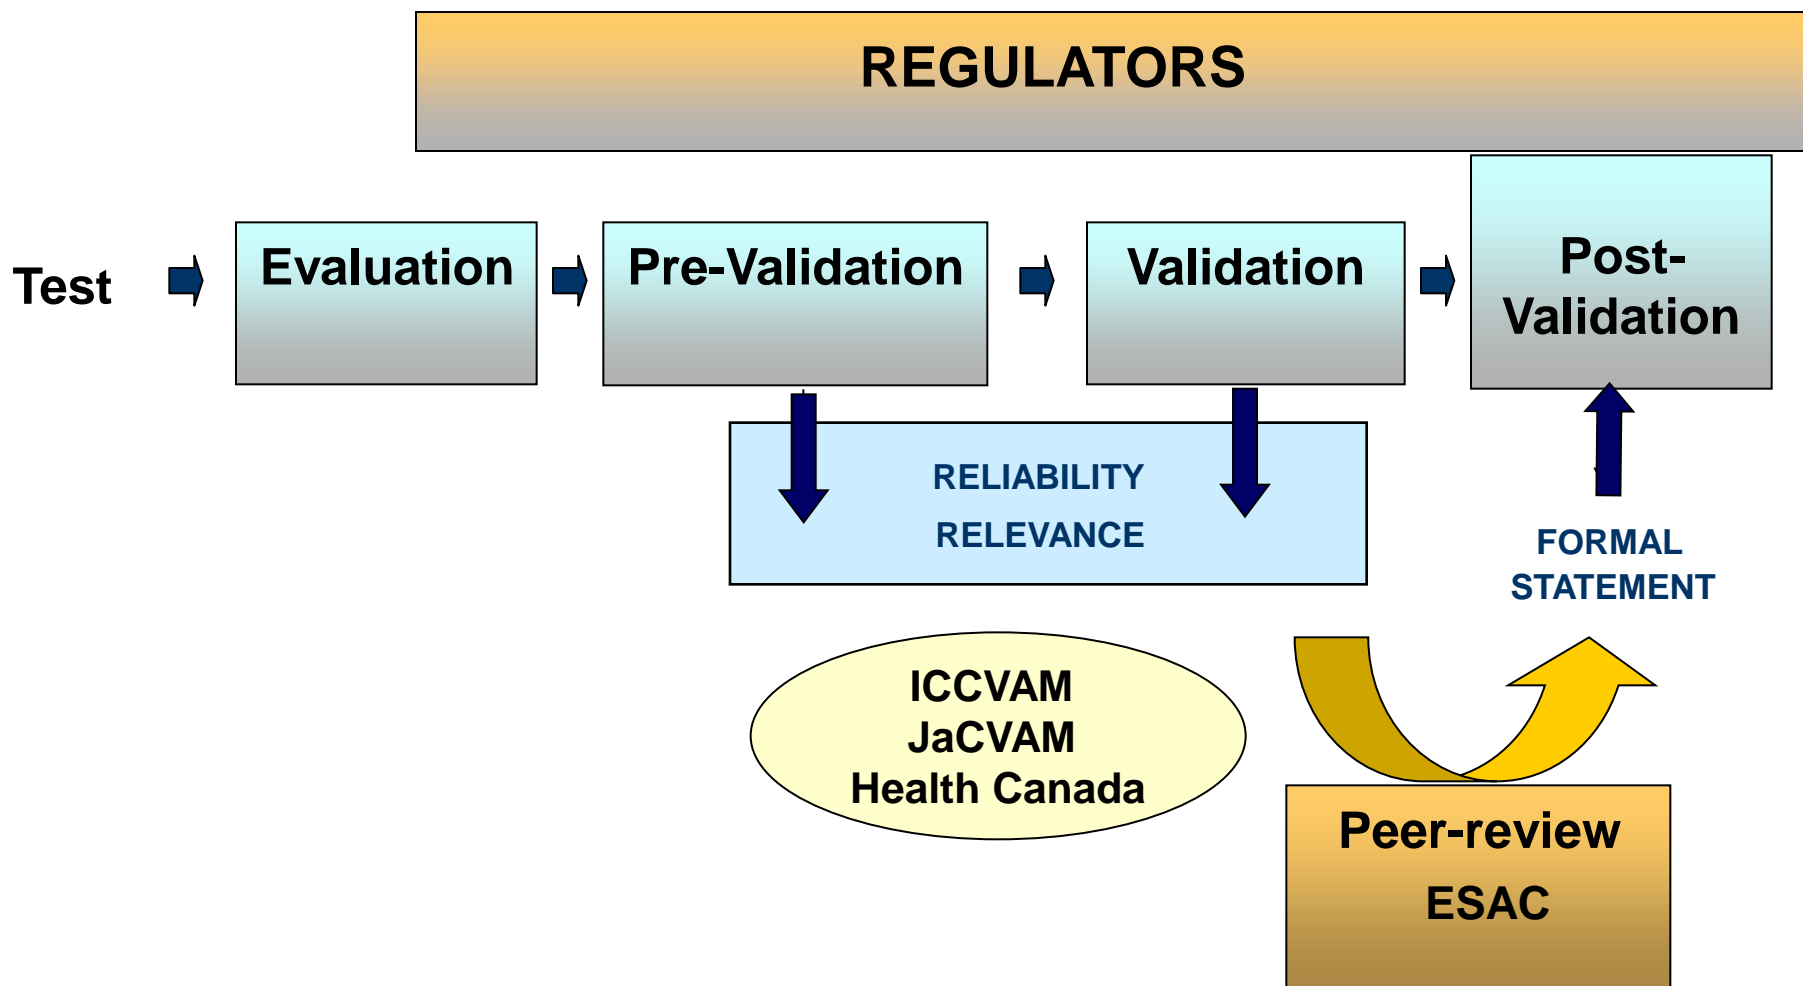 REGULATORS
Test
Evaluation
Pre-Validation
Validation
Post-
Validation
RELIABILITY
RELEVANCE
FORMAL
STATEMENT
ICCVAM
JaCVAM
Health Canada
Peer-review
ESAC